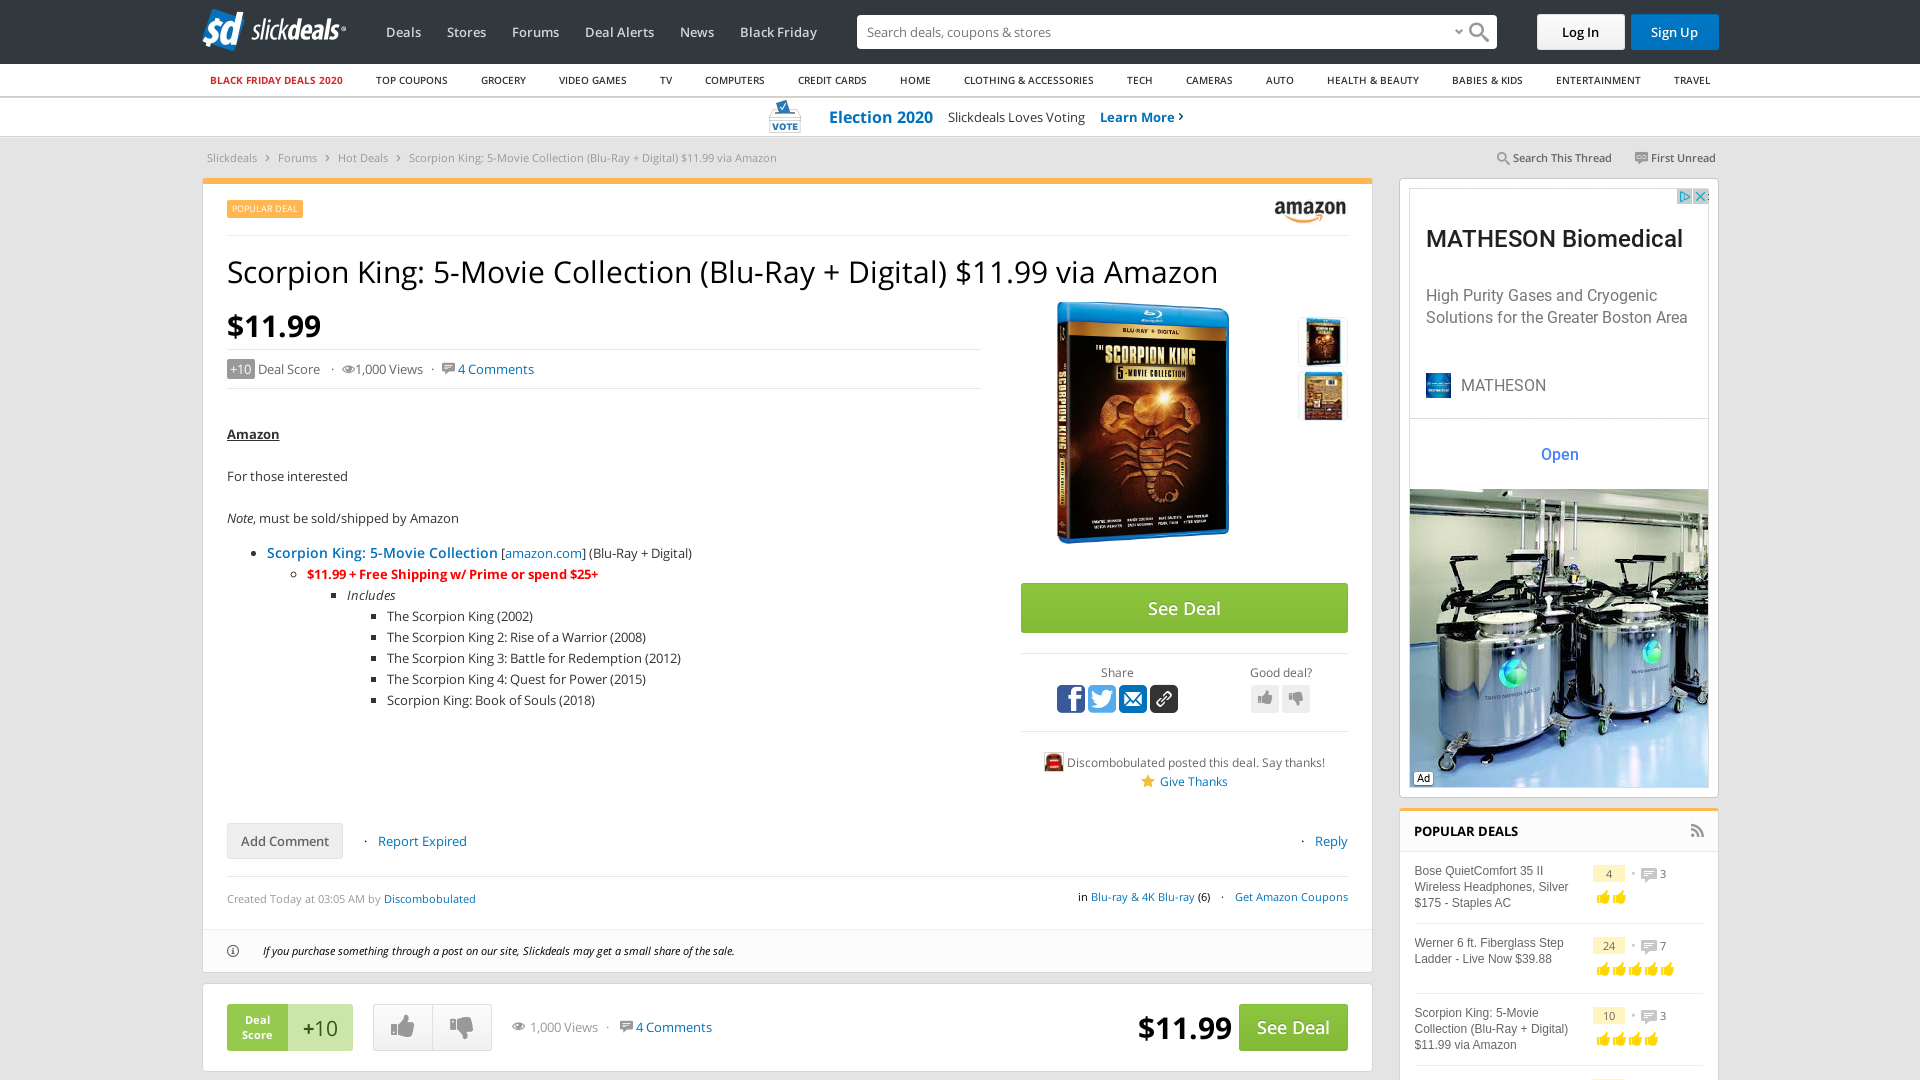 slickdeals
Deals
Stores
Forums
Deal Alerts
News
Black Friday
Search deals, coupons & stores
Log In
Sign Up
BLACK FRIDAY DEALS 2020
TOP COUPONS
GROCERY
VIDEO GAMES
TV
COMPUTERS
CREDIT CARDS
HOME
CLOTHING & ACCESSORIES
TECH
CAMERAS
AUTO
HEALTH & BEAUTY
BABIES & KIDS
ENTERTAINMENT
TRAVEL
VOTE
Election 2020 Slickdeals Loves Voting Learn More
Slickdeals › Forums › Hot Deals › Scorpion King: 5-Movie Collection (Blu-Ray + Digital) $11.99 via Amazon
Search This Thread
First Unread
POPULAR DEAL
amazon
Scorpion King: 5-Movie Collection (Blu-Ray + Digital) $11.99 via Amazon
$11.99
+10 Deal Score · 1,000 Views · 4 Comments
Amazon
For those interested
Note, must be sold/shipped by Amazon
Scorpion King: 5-Movie Collection [amazon.com] (Blu-Ray + Digital)
$11.99 + Free Shipping w/ Prime or spend $25+
Includes
The Scorpion King (2002)
The Scorpion King 2: Rise of a Warrior (2008)
The Scorpion King 3: Battle for Redemption (2012)
The Scorpion King 4: Quest for Power (2015)
Scorpion King: Book of Souls (2018)
BLU-RAY + DIGITAL
THE SCORPION KING
5-MOVIE COLLECTION
See Deal
Share
Good deal?
Discombobulated posted this deal. Say thanks!
Give Thanks
Add Comment · Report Expired
· Reply
Created Today at 03:05 AM by Discombobulated
in Blu-ray & 4K Blu-ray (6) · Get Amazon Coupons
If you purchase something through a post on our site, Slickdeals may get a small share of the sale.
Deal
Score
+10
1,000 Views · 4 Comments
$11.99
See Deal
MATHESON Biomedical
High Purity Gases and Cryogenic
Solutions for the Greater Boston Area
MATHESON
Open
Ad
POPULAR DEALS
Bose QuietComfort 35 II
Wireless Headphones, Silver
$175 - Staples AC
4 • 3
Werner 6 ft. Fiberglass Step
Ladder - Live Now $39.88
24 • 7
Scorpion King: 5-Movie
Collection (Blu-Ray + Digital)
$11.99 via Amazon
10 • 3